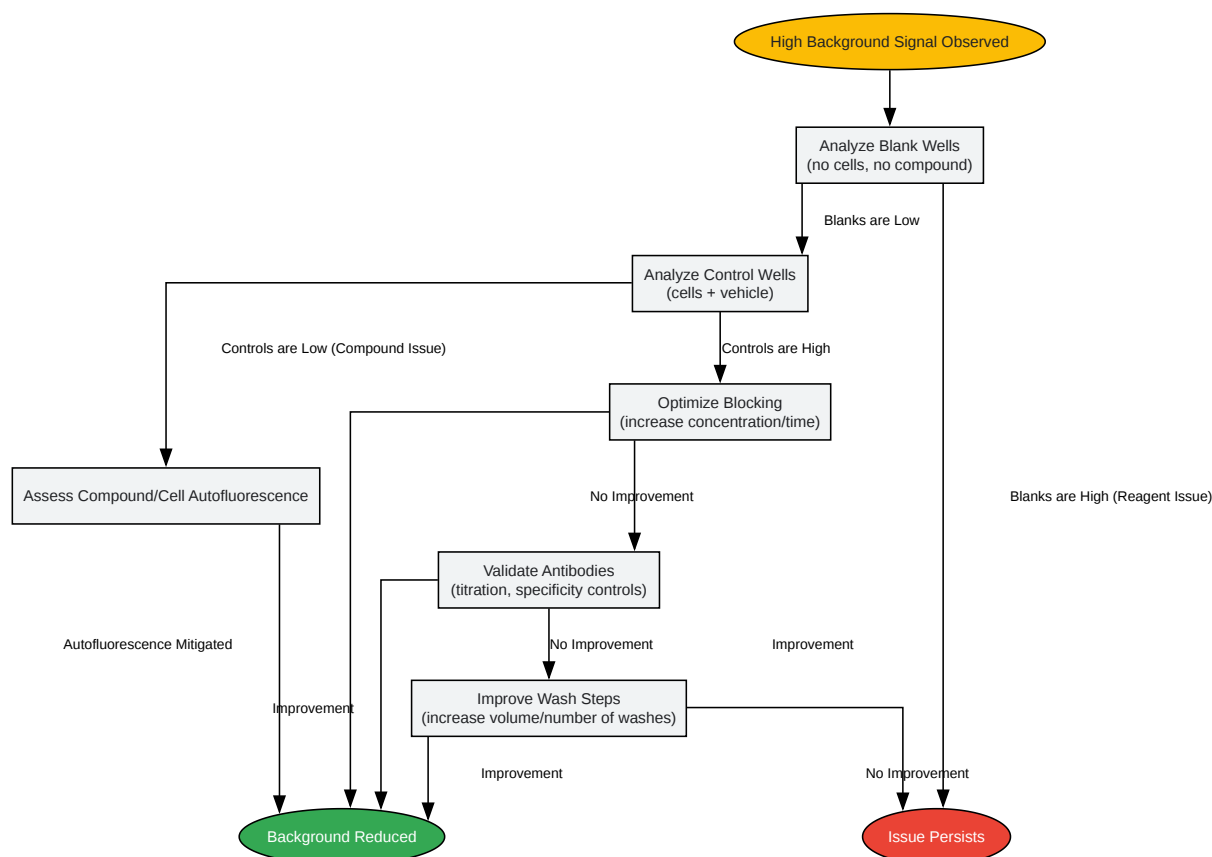 High Background Signal Observed
Analyze Blank Wells
(no cells, no compound)
Blanks are Low
Analyze Control Wells
(cells + vehicle)
Controls are Low (Compound Issue)
Controls are High
Optimize Blocking
(increase concentration/time)
Assess Compound/Cell Autofluorescence
No Improvement
Blanks are High (Reagent Issue)
Validate Antibodies
(titration, specificity controls)
Autofluorescence Mitigated
No Improvement
Improvement
Improve Wash Steps
(increase volume/number of washes)
Improvement
Improvement
No Improvement
Background Reduced
Issue Persists